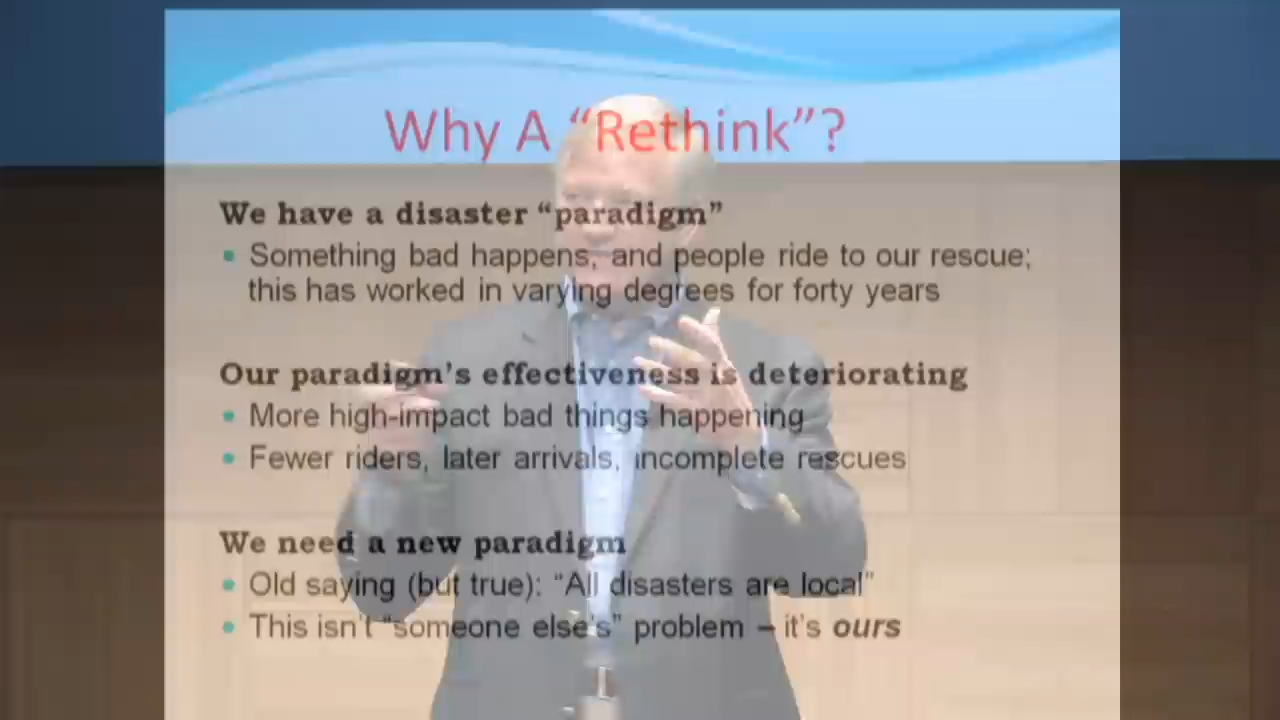 Why A “Rethink”?
We have a disaster “paradigm”
Something bad happens, and people ride to our rescue;
this has worked in varying degrees for forty years
Our paradigm’s effectiveness is deteriorating
More high-impact bad things happening
Fewer riders, later arrivals, incomplete rescues
We need a new paradigm
Old saying (but true): “All disasters are local”
This isn’t “someone else’s” problem – it’s ours